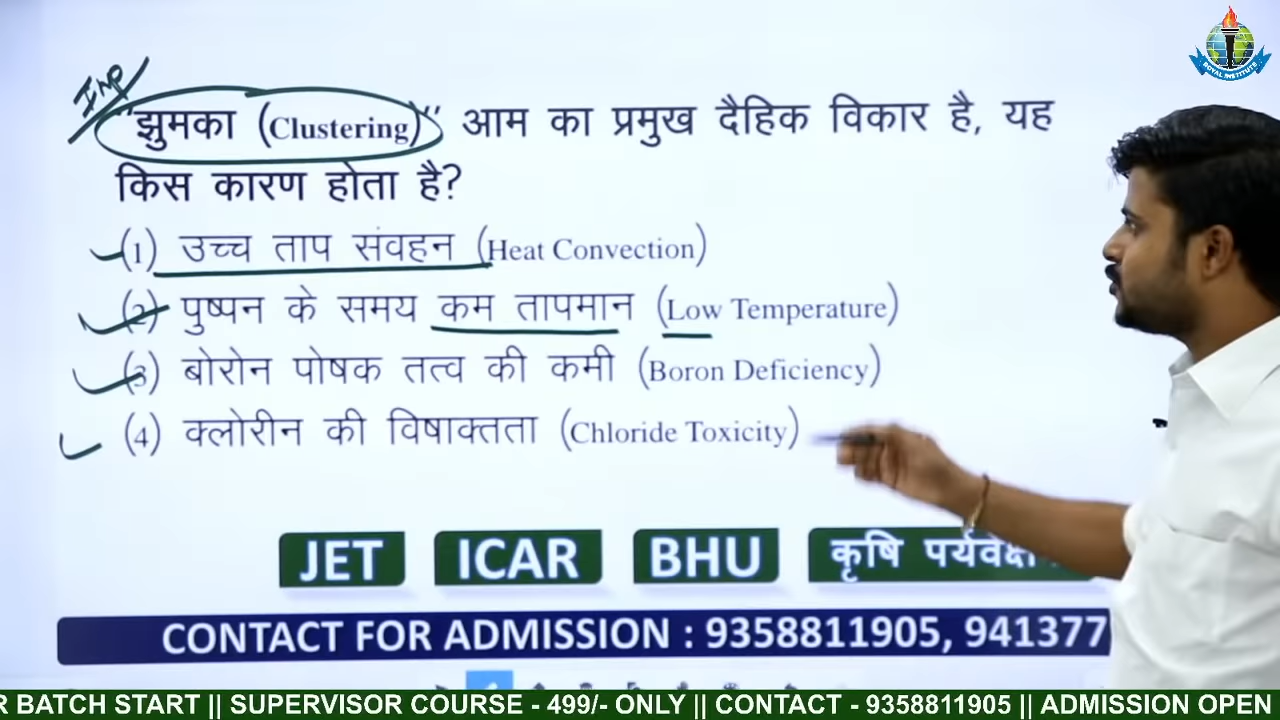 IMP
"झुमका (Clustering)" आम का प्रमुख दैहिक विकार है, यह
किस कारण होता है?
(1) उच्च ताप संवहन (Heat Convection)
(2) पुष्पन के समय कम तापमान (Low Temperature)
(3) बोरोन पोषक तत्व की कमी (Boron Deficiency)
(4) क्लोरीन की विषाक्तता (Chloride Toxicity)
JET ICAR BHU कृषि
CONTACT FOR ADMISSION : 9358811905, 941377
R BATCH START || SUPERVISOR COURSE - 499/- ONLY || CONTACT - 9358811905 || ADMISSION OPEN
ROYAL INSTITUTE